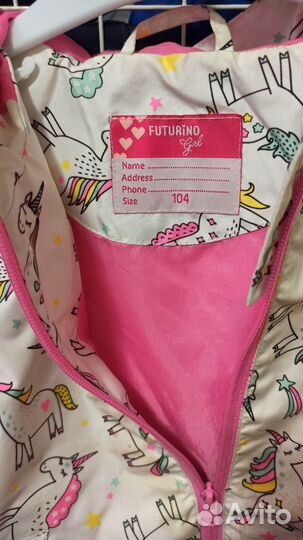 FUTURiNO
Girl
Name
Address
Phone
Size 104
Avito